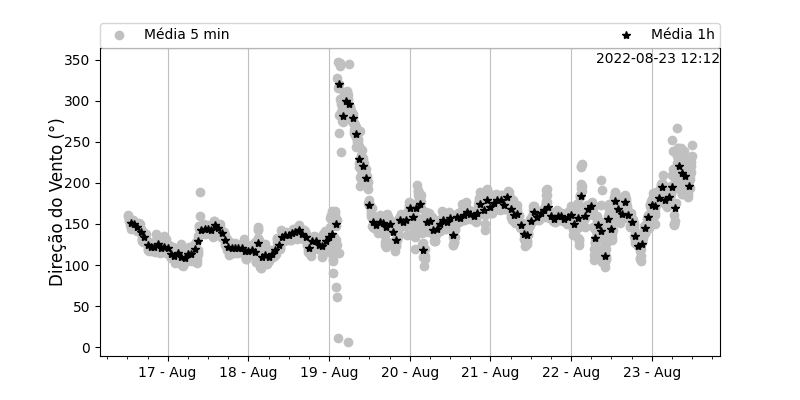 Média 5 min
Média 1h
2022-08-23 12:12
Direção do Vento (°)
350
300
250
200
150
100
50
0
17 - Aug
18 - Aug
19 - Aug
20 - Aug
21 - Aug
22 - Aug
23 - Aug